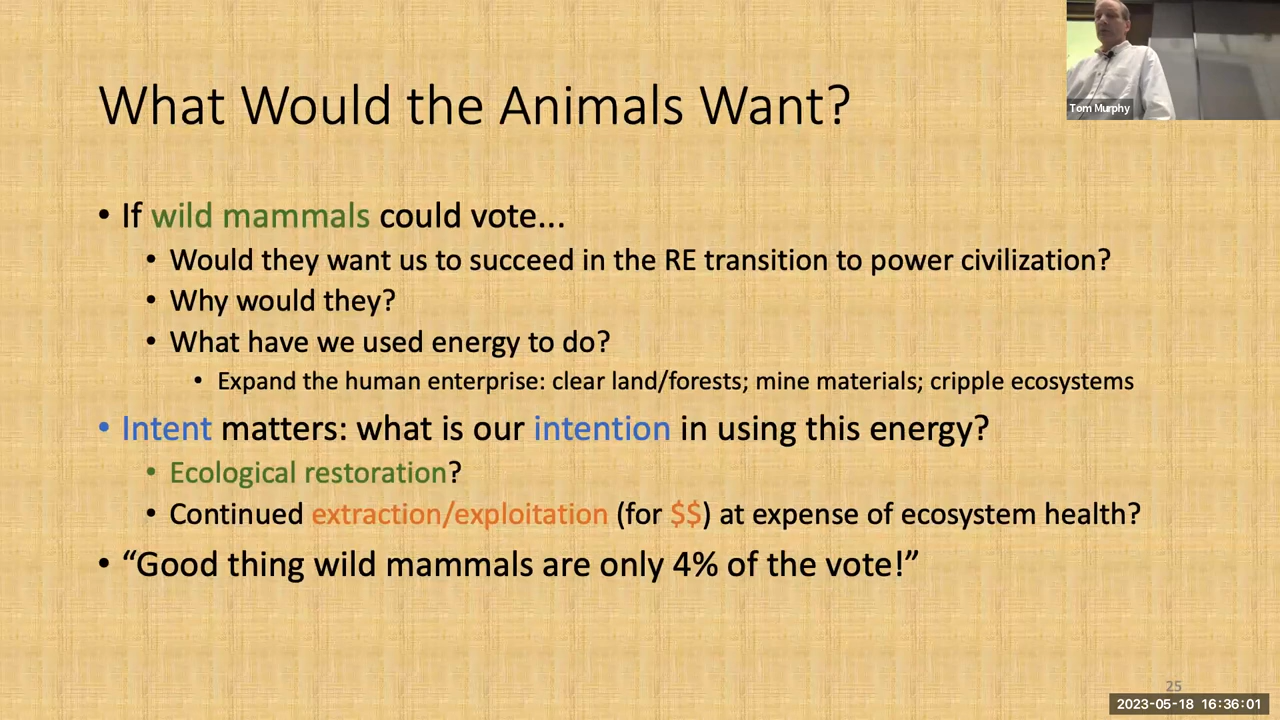 Tom Murphy
What Would the Animals Want?
• If wild mammals could vote...
• Would they want us to succeed in the RE transition to power civilization?
• Why would they?
• What have we used energy to do?
• Expand the human enterprise: clear land/forests; mine materials; cripple ecosystems
• Intent matters: what is our intention in using this energy?
• Ecological restoration?
• Continued extraction/exploitation (for $$) at expense of ecosystem health?
• “Good thing wild mammals are only 4% of the vote!”
25
2023-05-18 16:36:01